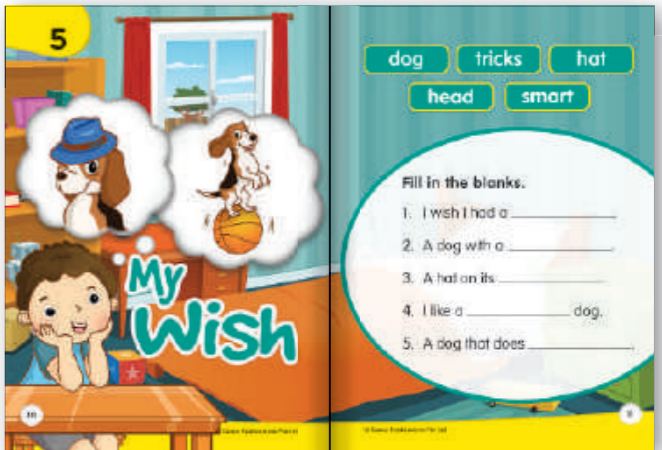 5
My
Wish
dog tricks hat
head smart
Fill in the blanks.
1. I wish I had a
2. A dog with a
3. A hat on its
4. I like a dog.
5. A dog that does .